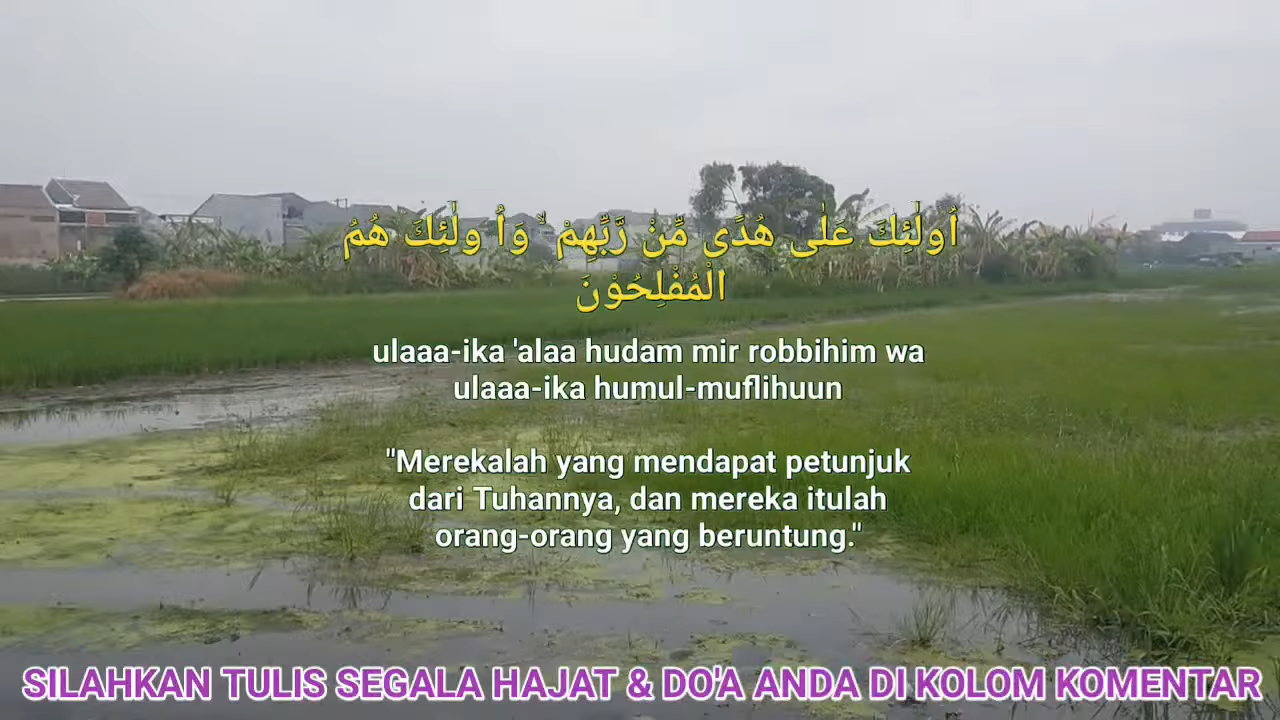 اُولٰۤئِكَ عَلٰى هُدًى مِّنْ رَّبِّهِمْ ۙ وَاُ ولٰۤئِكَ هُمُ
الْمُفْلِحُوْنَ
ulaaa-ika 'alaa hudam mir robbihim wa
ulaaa-ika humul-muflihuun
"Merekalah yang mendapat petunjuk
dari Tuhannya, dan mereka itulah
orang-orang yang beruntung."
SILAHKAN TULIS SEGALA HAJAT & DO'A ANDA DI KOLOM KOMENTAR